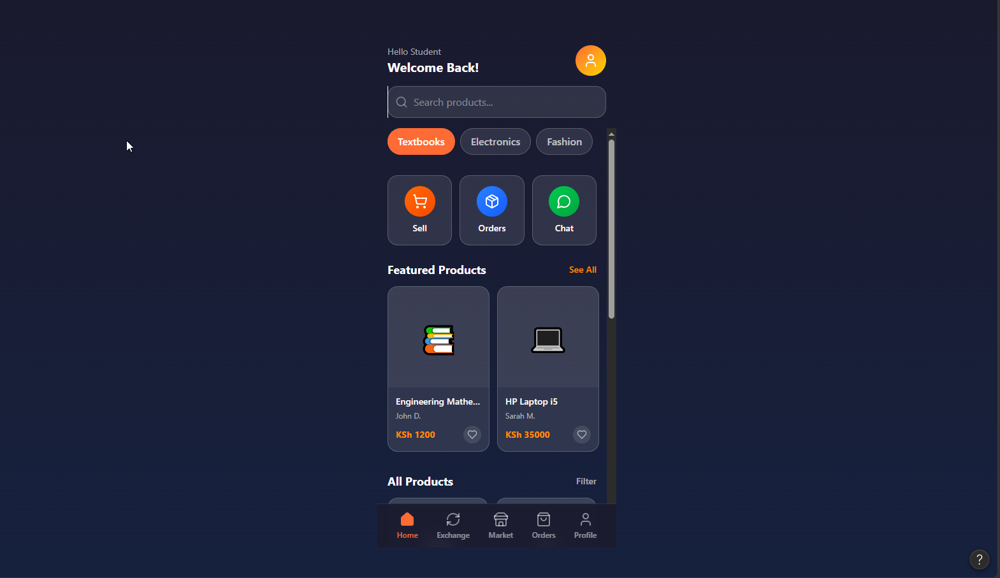 Hello Student
Welcome Back!
Search products...
Textbooks Electronics Fashion
Sell Orders Chat
Featured Products See All
Engineering Mathe... HP Laptop i5
John D. Sarah M.
KSh 1200 KSh 35000
All Products Filter
Home Exchange Market Orders Profile
?